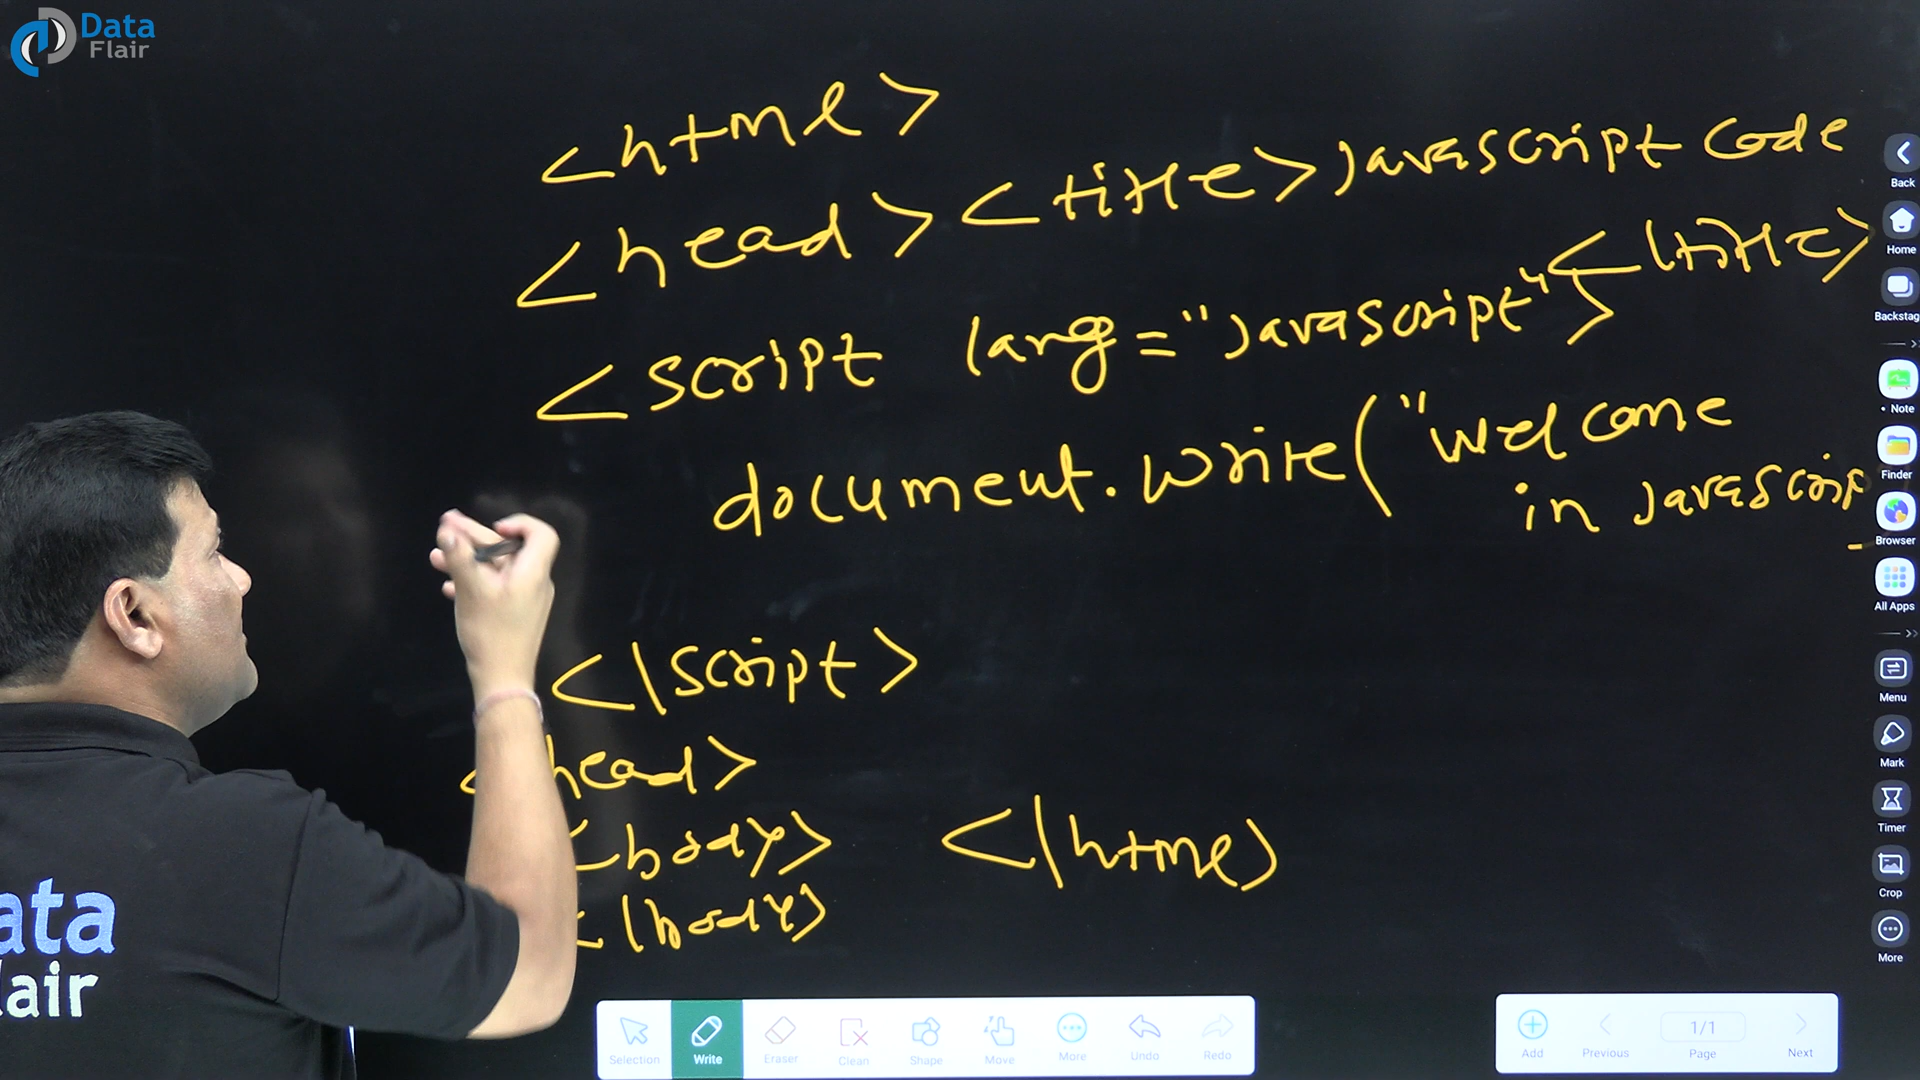 Data
Flair
<html>
<head><title>Javascript Code
</title>
<script lang="Javascript">
document.write("welcome
in Javascrip
</script>
head>
<body>
</body>
</html>
ata
lair
Back
Home
Backstag
Note
Finder
Browser
All Apps
Menu
Mark
Timer
Crop
More
Selection
Write
Eraser
Clean
Shape
Move
More
Undo
Redo
Add
Previous
1/1
Page
Next